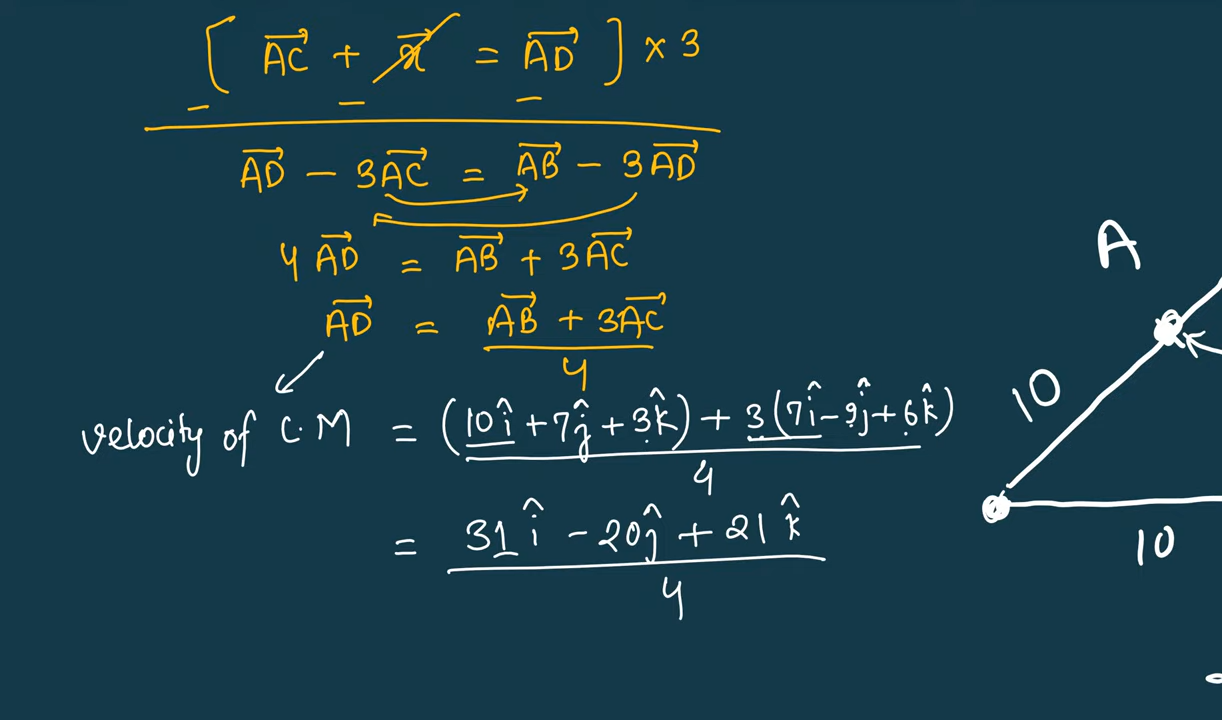 [ AC⃗ + x⃗ = AD⃗ ] × 3
− − −
AD⃗ − 3AC⃗ = AB⃗ − 3AD⃗
4 AD⃗ = AB⃗ + 3AC⃗
AD⃗ = (AB⃗ + 3AC⃗) / 4
velocity of C.M = ((10î + 7ĵ + 3k̂) + 3(7î − 9ĵ + 6k̂)) / 4
= (31î − 20ĵ + 21k̂) / 4
A
10
10